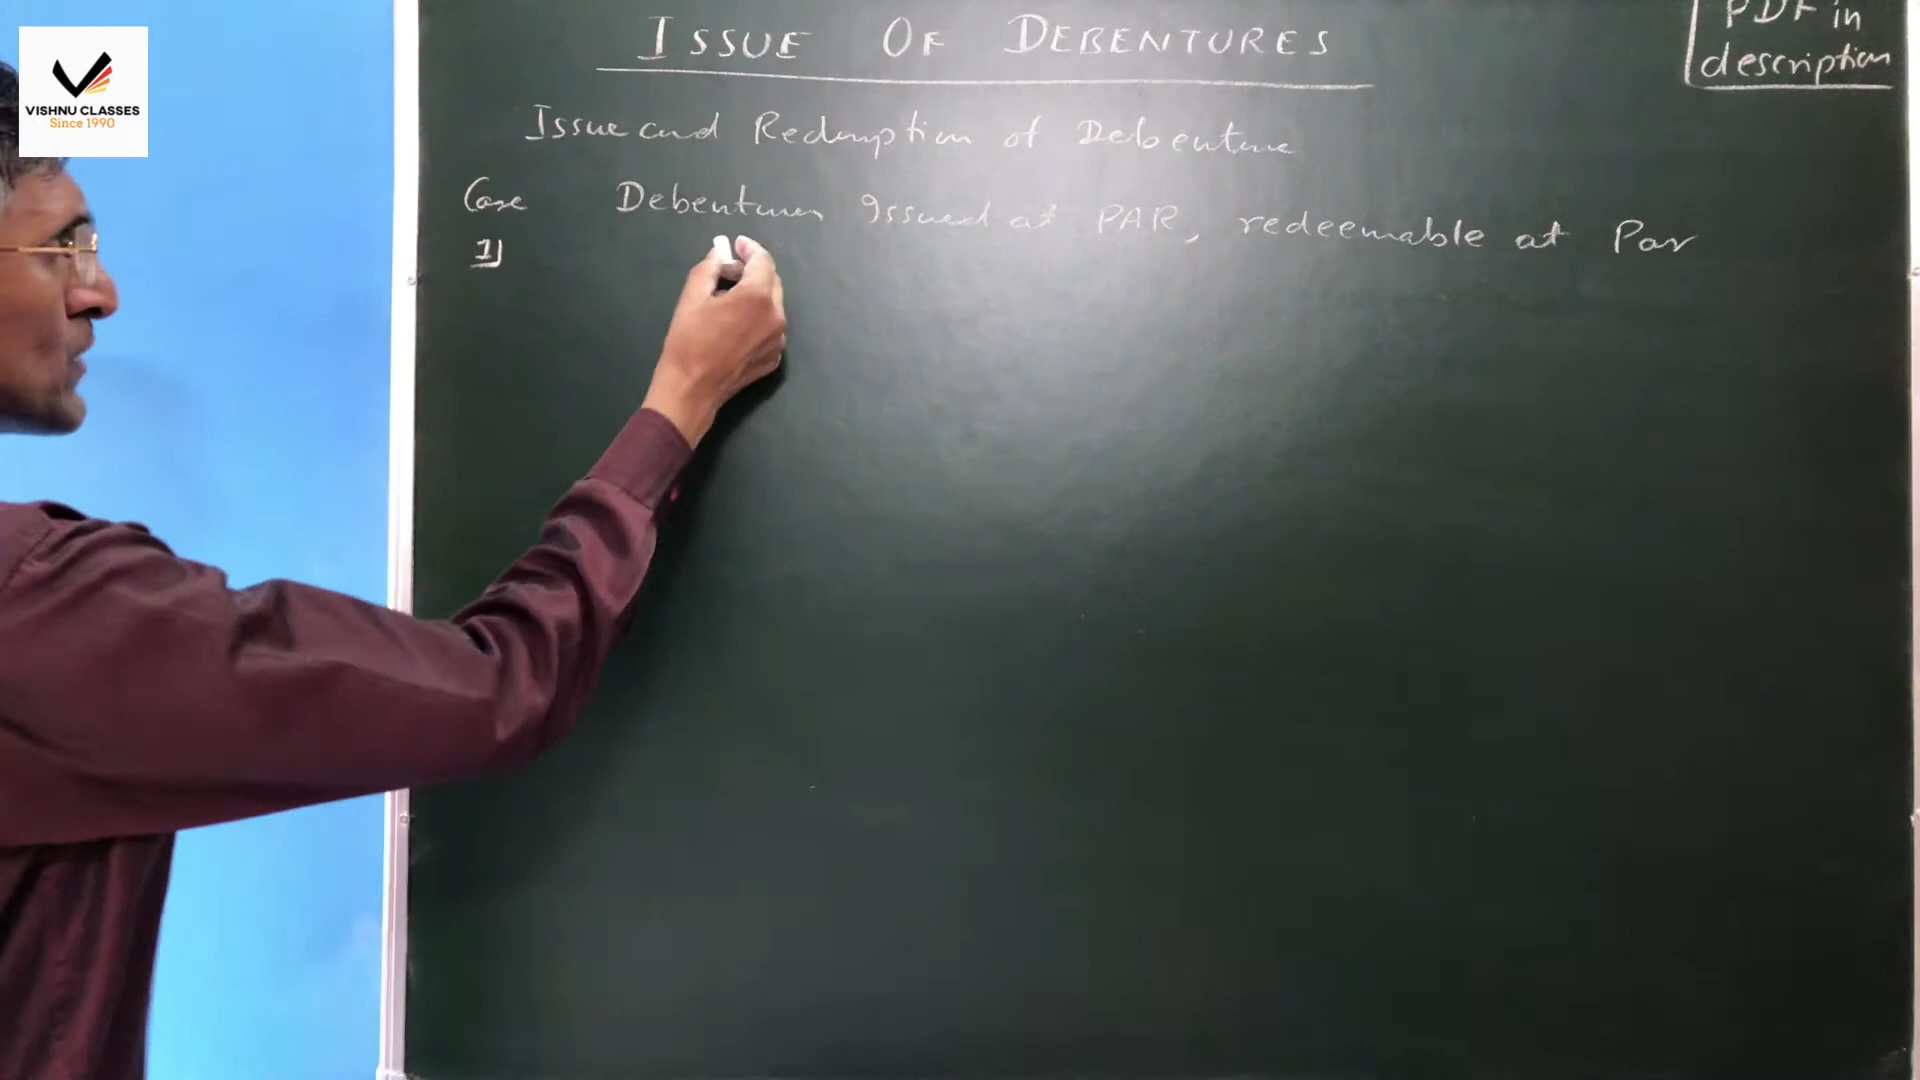 VISHNU CLASSES
Since 1990
ISSUE OF DEBENTURES
PDF in
description
Issue and Redemption of Debenture
Case Debentures Issued at PAR, redeemable at Par
1)